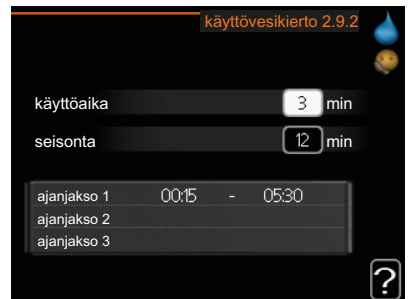 käyttövesikierto 2.9.2
käyttöaika 3 min
seisonta 12 min
ajanjakso 1 00:15 - 05:30
ajanjakso 2
ajanjakso 3
?